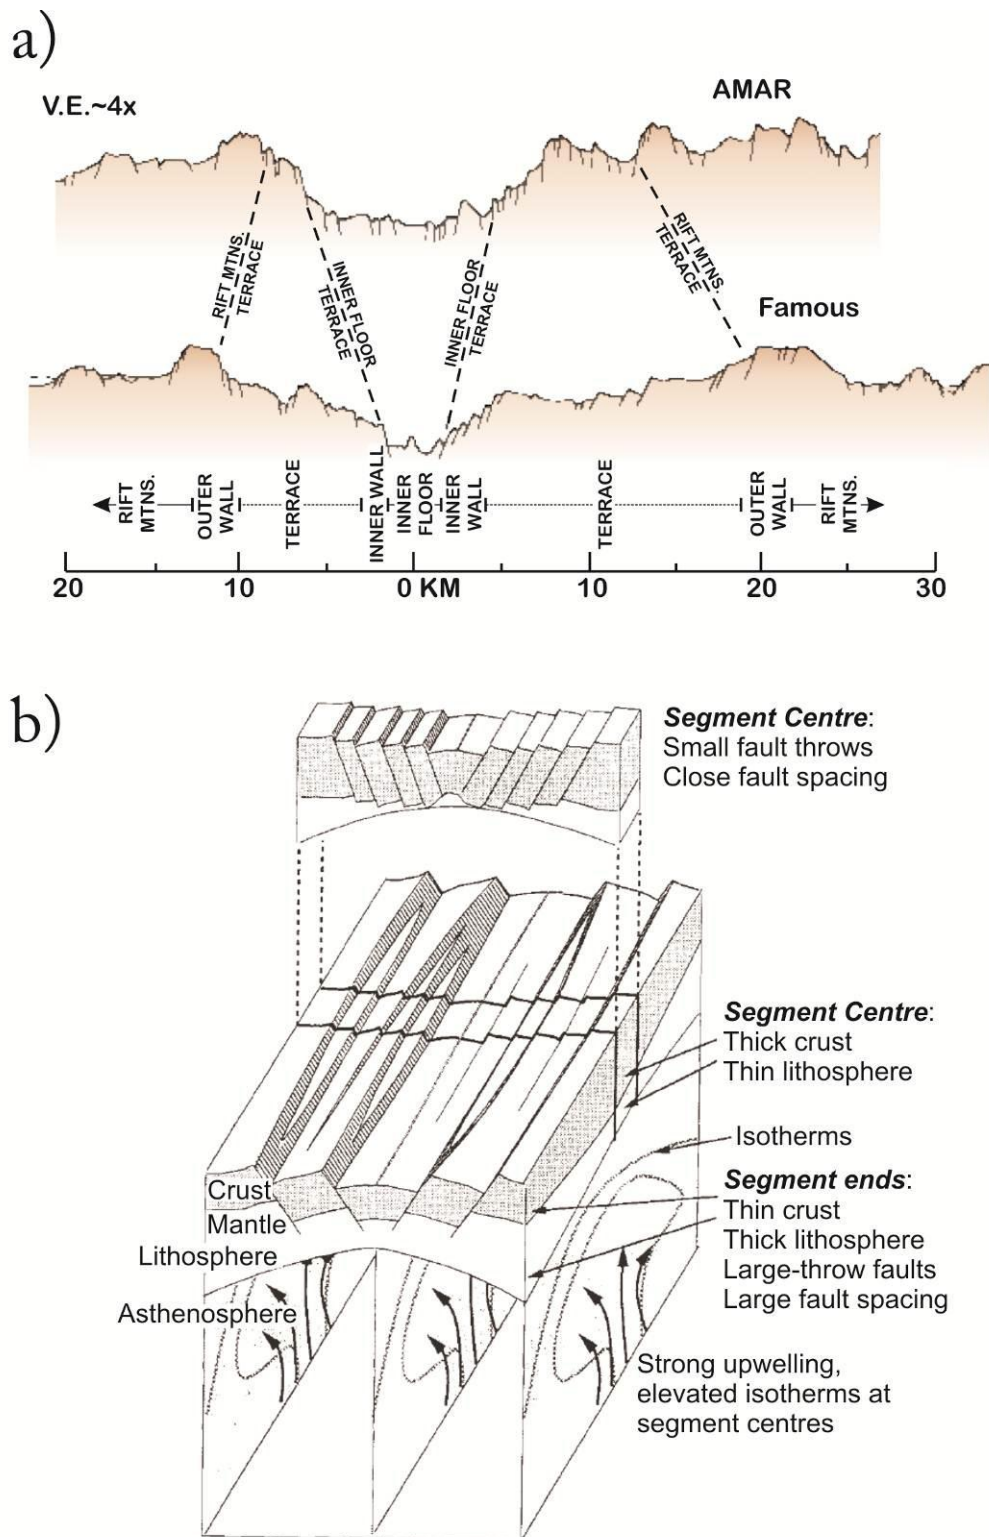 a)
V.E.~4x
AMAR
RIFT MTNS.
TERRACE
INNER FLOOR
TERRACE
INNER FLOOR
TERRACE
RIFT MTNS.
TERRACE
Famous
RIFT
MTNS.
OUTER
WALL
TERRACE
INNER WALL
INNER
FLOOR
INNER
WALL
TERRACE
OUTER
WALL
RIFT
MTNS.
20 10 0 KM 10 20 30
b)
Segment Centre:
Small fault throws
Close fault spacing
Segment Centre:
Thick crust
Thin lithosphere
Isotherms
Segment ends:
Thin crust
Thick lithosphere
Large-throw faults
Large fault spacing
Crust
Mantle
Lithosphere
Asthenosphere
Strong upwelling,
elevated isotherms at
segment centres